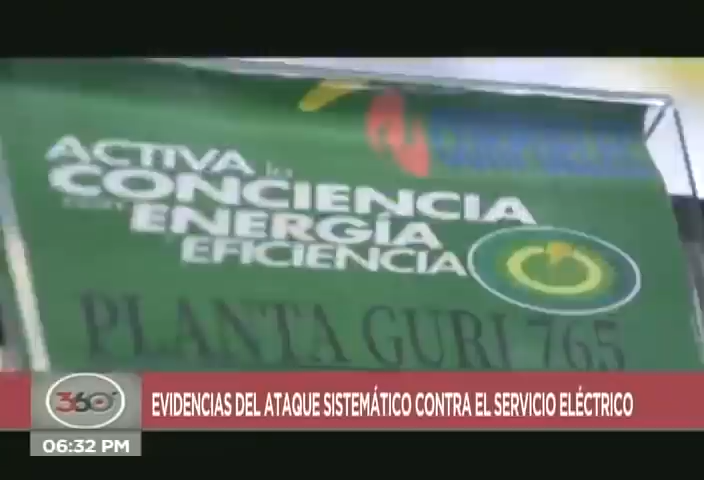 ACTIVA la
CONCIENCIA
ENERGÍA
Y EFICIENCIA
PLANTA GURI 765
360°
EVIDENCIAS DEL ATAQUE SISTEMÁTICO CONTRA EL SERVICIO ELÉCTRICO
06:32 PM